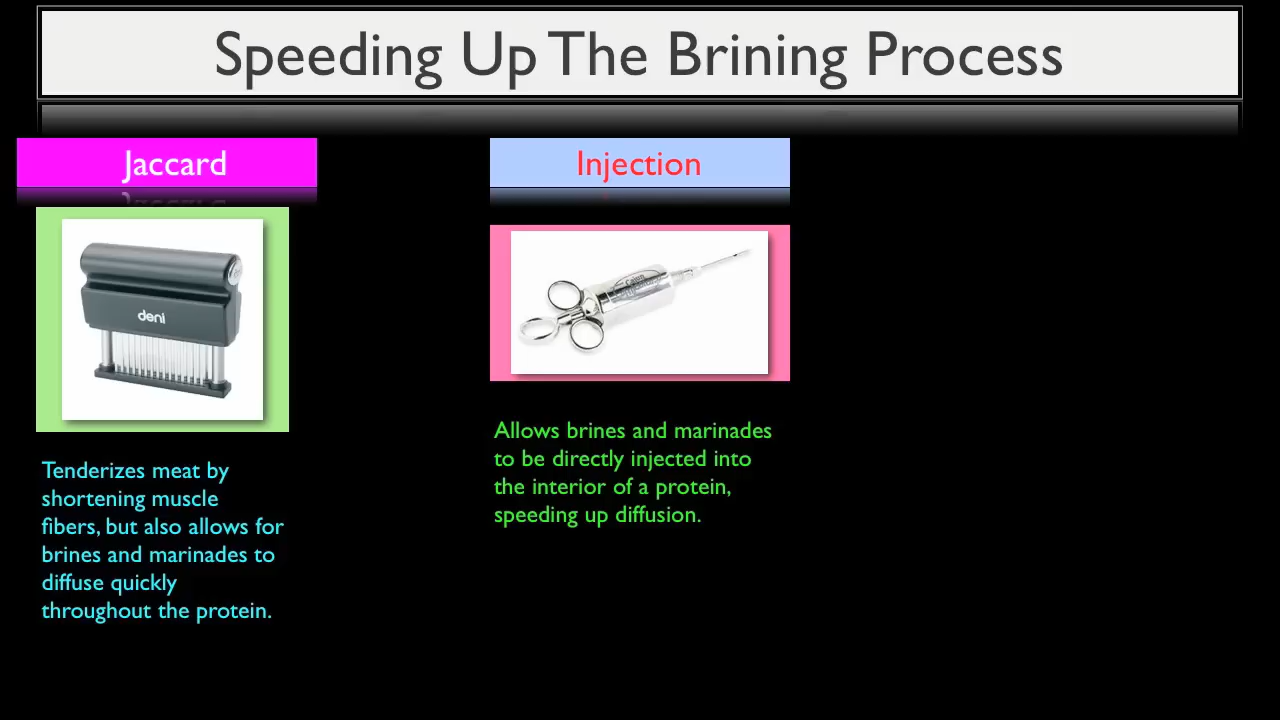 Speeding Up The Brining Process
Jaccard
deni
Tenderizes meat by
shortening muscle
fibers, but also allows for
brines and marinades to
diffuse quickly
throughout the protein.
Injection
Cajun
Allows brines and marinades
to be directly injected into
the interior of a protein,
speeding up diffusion.